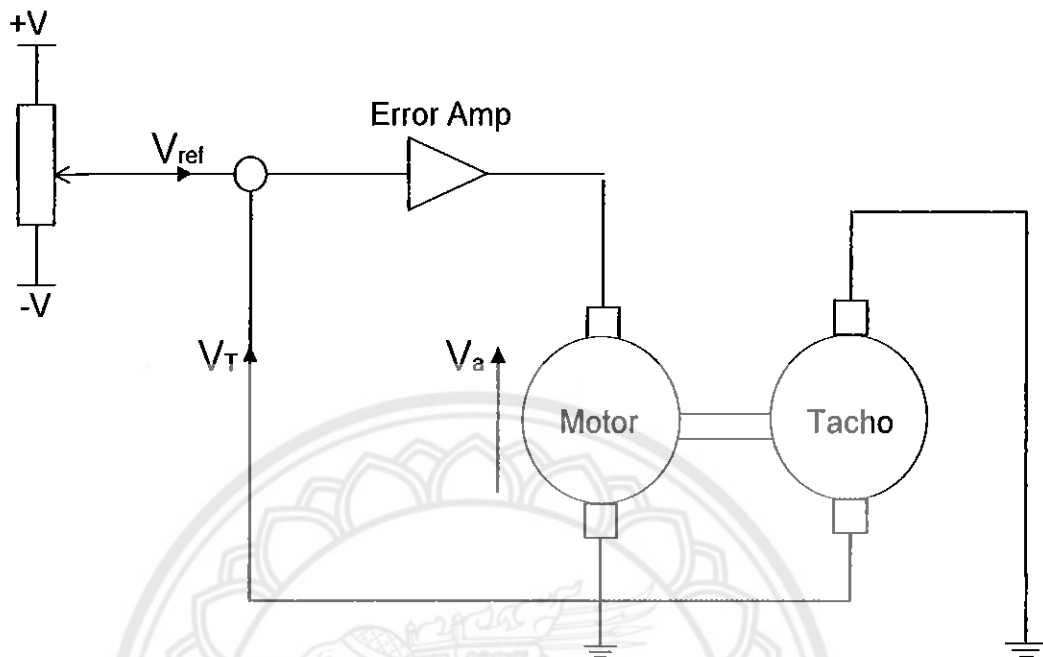 +V
Error Amp
Vref
-V
VT
Va
Motor
Tacho